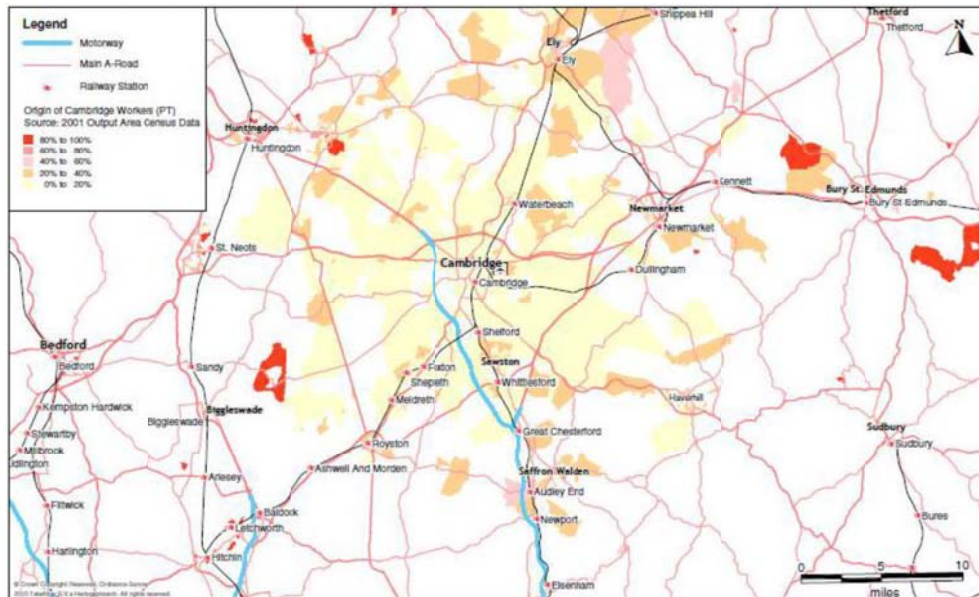 Legend
Motorway
Main A-Road
Railway Station
Origin of Cambridge Workers (PT)
Source: 2001 Output Area Census Data
80% to 100%
60% to 80%
40% to 60%
20% to 40%
0% to 20%
Shippea Hill
Thetford
Thetford
N
Ely
Ely
Huntingdon
Huntingdon
Kennett
Bury St. Edmunds
Bury St-Edmunds
Waterbeach
Newmarket
Newmarket
St. Neots
Cambridge
Cambridge
Dullingham
Shelford
Bedford
Bedford
Sandy
Foxton
Shepeth
Sawston
Whittlesford
Meldreth
Haverhill
Kempston Hardwick
Biggleswade
Biggleswade
Stewartby
Millbrook
Great Chesterford
Sudbury
Sudbury
Royston
Ashwell And Morden
Saffron Walden
Arlesey
Audley End
Flitwick
Baldock
Letchworth
Newport
Bures
Harlington
Hitchin
Elsenham
0 5 10
miles